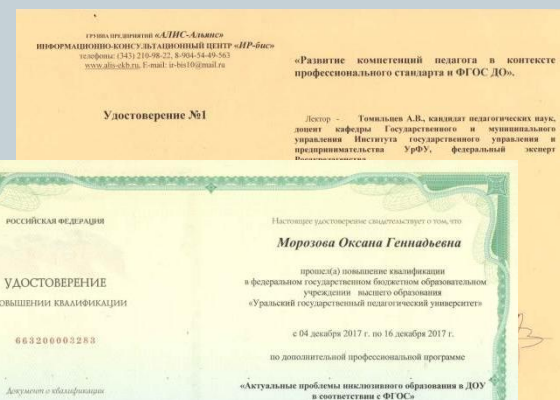 ГРУППА ПРЕДПРИЯТИЙ «АЛИС-Альянс»
ИНФОРМАЦИОННО-КОНСУЛЬТАЦИОННЫЙ ЦЕНТР «ИР-бис»
телефоны: (343) 210-98-22, 8-904-54-49-563
www.alis-ekb.ru, E-mail: ir-bis10@mail.ru
Удостоверение №1
«Развитие компетенций педагога в контексте
профессионального стандарта и ФГОС ДО».
Лектор - Томильцев А.В., кандидат педагогических наук,
доцент кафедры Государственного и муниципального
управления Института государственного управления и
предпринимательства УрФУ, федеральный эксперт
РОССИЙСКАЯ ФЕДЕРАЦИЯ
УДОСТОВЕРЕНИЕ
ОВЫШЕНИИ КВАЛИФИКАЦИИ
663200003283
Документ о квалификации
Настоящее удостоверение свидетельствует о том, что
Морозова Оксана Геннадьевна
прошел(а) повышение квалификации
в федеральном государственном бюджетном образовательном
учреждении высшего образования
«Уральский государственный педагогический университет»
с 04 декабря 2017 г. по 16 декабря 2017 г.
по дополнительной профессиональной программе
«Актуальные проблемы инклюзивного образования в ДОУ
в соответствии с ФГОС»